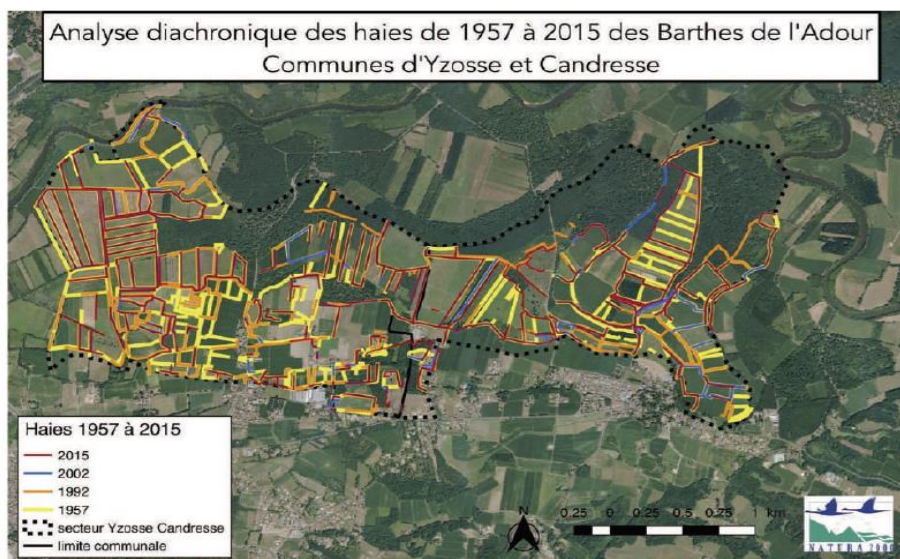 Analyse diachronique des haies de 1957 à 2015 des Barthes de l'Adour
Communes d'Yzosse et Candresse
Haies 1957 à 2015
2015
2002
1992
1957
secteur Yzosse Candresse
limite communale
N
0.25 0 0.25 0.5 0.75 1 km
NATURA 2000